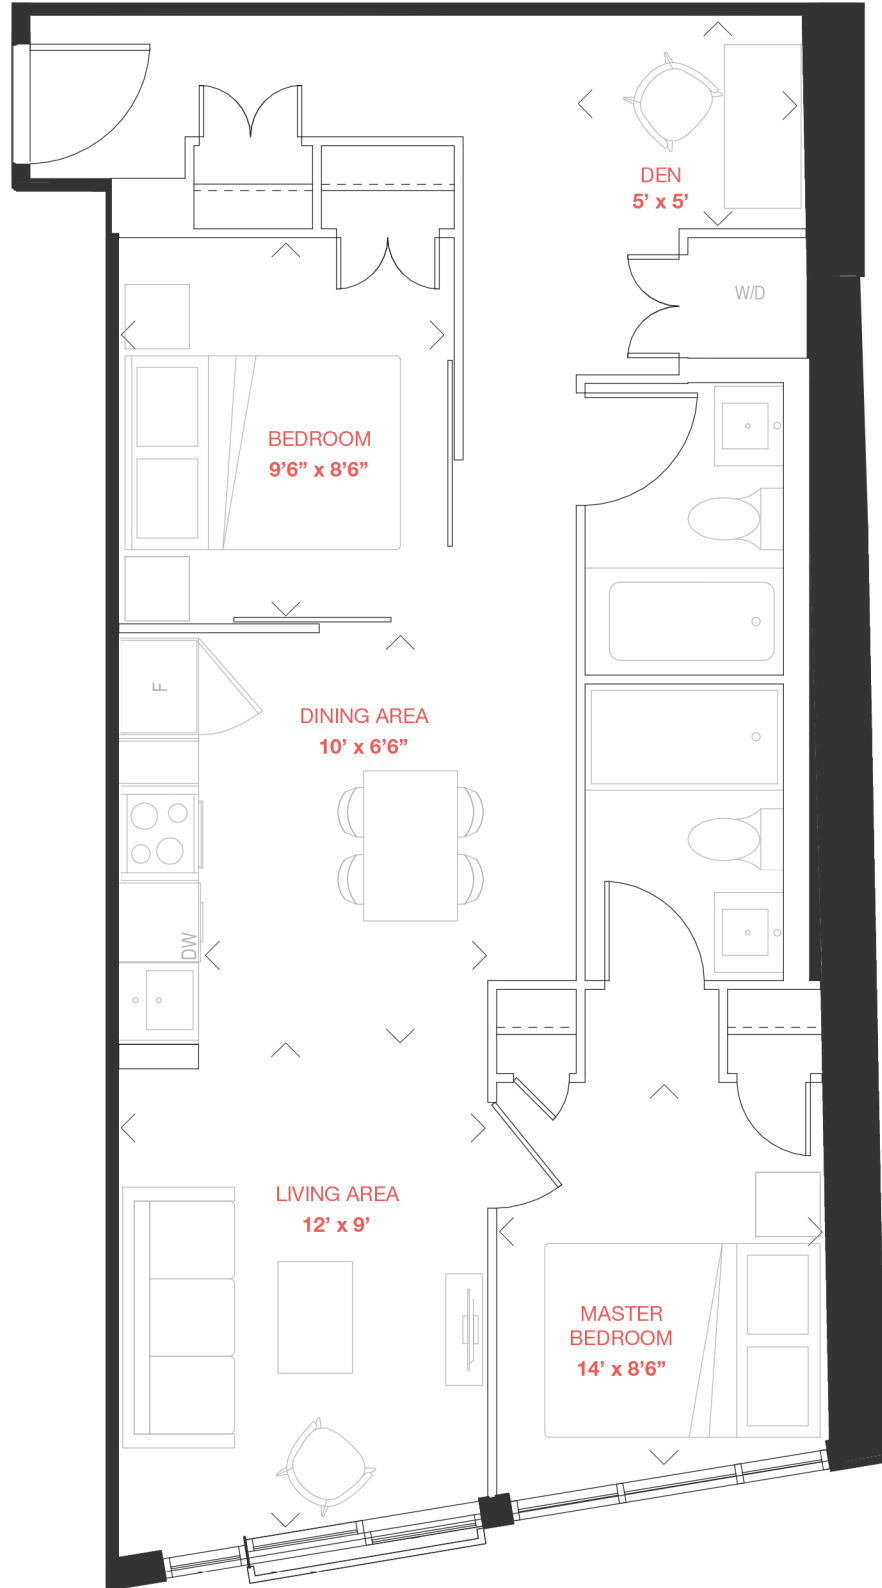 DEN
5’ x 5’
W/D
BEDROOM
9’6” x 8’6”
F
DINING AREA
10’ x 6’6”
DW
LIVING AREA
12’ x 9’
MASTER
BEDROOM
14’ x 8’6”